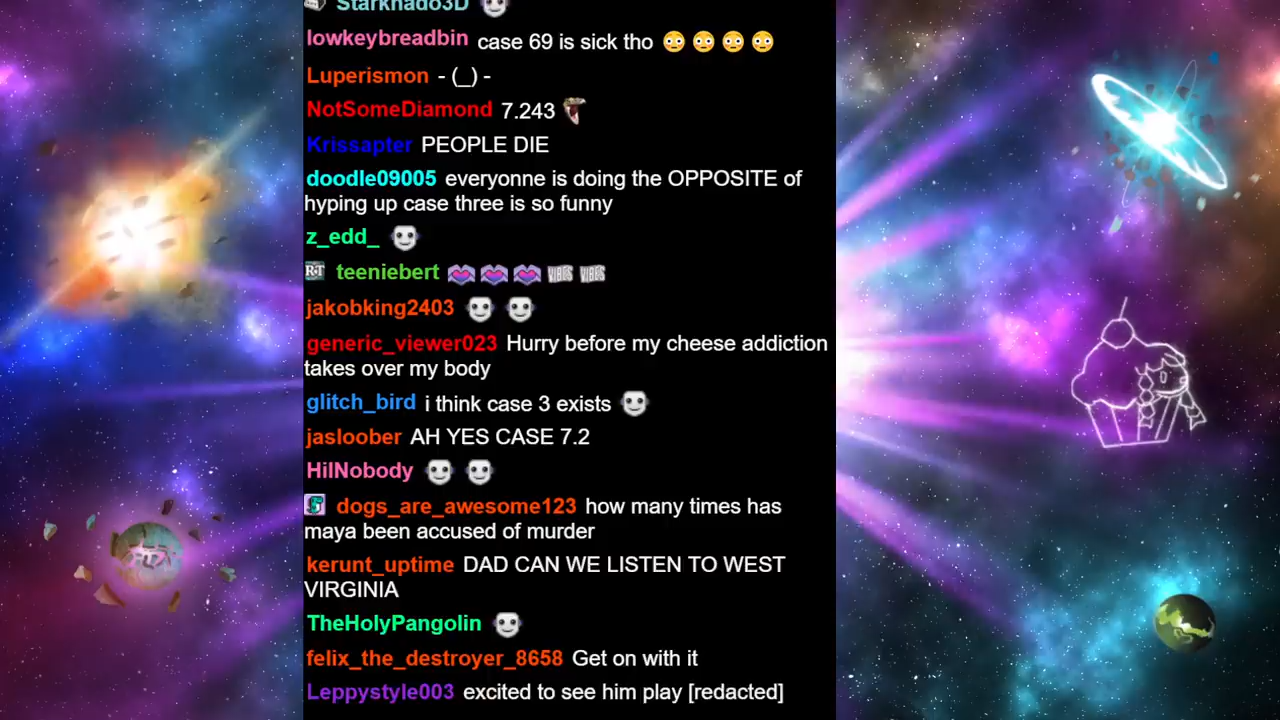 Starknado3D
lowkeybreadbin case 69 is sick tho 😳 😳 😳 😳
Luperismon - (_) -
NotSomeDiamond 7.243
Krissapter PEOPLE DIE
doodle09005 everyonne is doing the OPPOSITE of
hyping up case three is so funny
z_edd_
RT teeniebert VIBES VIBES
jakobking2403
generic_viewer023 Hurry before my cheese addiction
takes over my body
glitch_bird i think case 3 exists
jasloober AH YES CASE 7.2
HilNobody
dogs_are_awesome123 how many times has
maya been accused of murder
kerunt_uptime DAD CAN WE LISTEN TO WEST
VIRGINIA
TheHolyPangolin
felix_the_destroyer_8658 Get on with it
Leppystyle003 excited to see him play [redacted]